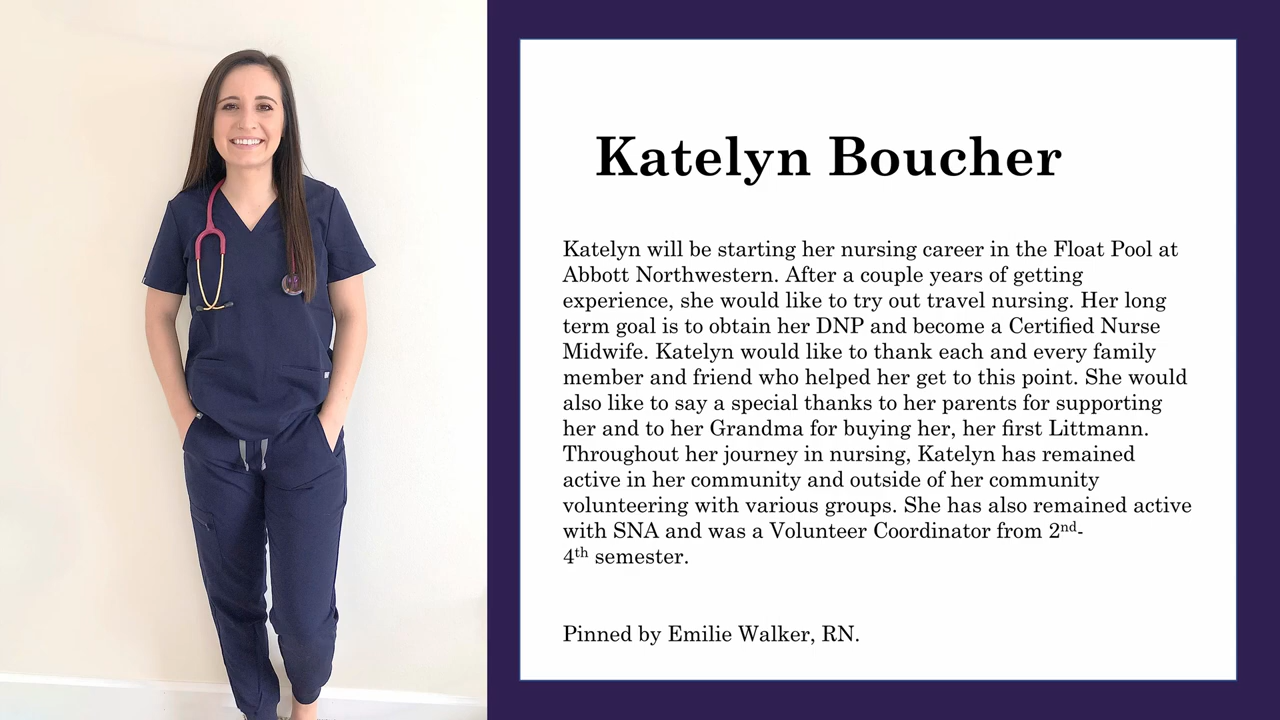 Katelyn Boucher
Katelyn will be starting her nursing career in the Float Pool at
Abbott Northwestern. After a couple years of getting
experience, she would like to try out travel nursing. Her long
term goal is to obtain her DNP and become a Certified Nurse
Midwife. Katelyn would like to thank each and every family
member and friend who helped her get to this point. She would
also like to say a special thanks to her parents for supporting
her and to her Grandma for buying her, her first Littmann.
Throughout her journey in nursing, Katelyn has remained
active in her community and outside of her community
volunteering with various groups. She has also remained active
with SNA and was a Volunteer Coordinator from 2nd-
4th semester.
Pinned by Emilie Walker, RN.